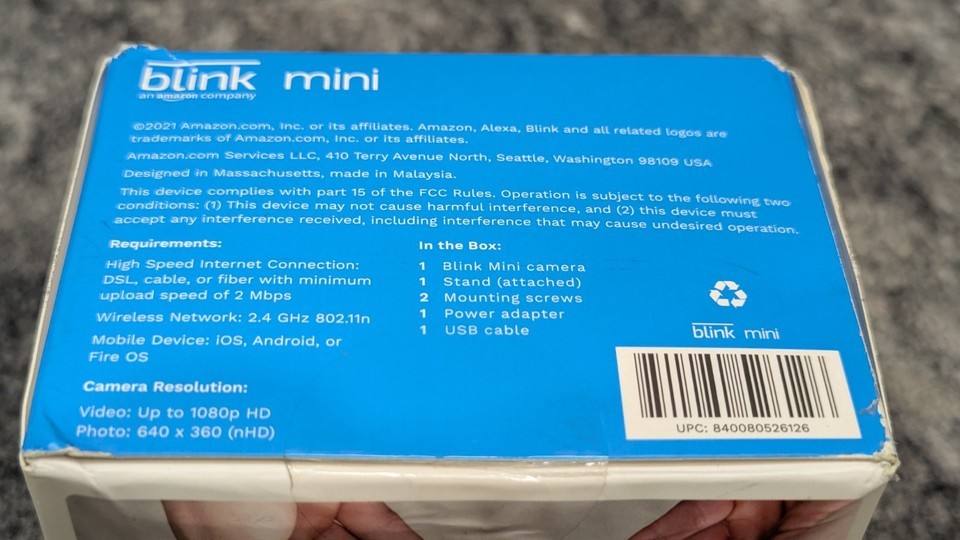 blink mini
an amazon company
©2021 Amazon.com, Inc. or its affiliates. Amazon, Alexa, Blink and all related logos are
trademarks of Amazon.com, Inc. or its affiliates.
Amazon.com Services LLC, 410 Terry Avenue North, Seattle, Washington 98109 USA
Designed in Massachusetts, made in Malaysia.
This device complies with part 15 of the FCC Rules. Operation is subject to the following two
conditions: (1) This device may not cause harmful interference, and (2) this device must
accept any interference received, including interference that may cause undesired operation.
Requirements:
High Speed Internet Connection:
DSL, cable, or fiber with minimum
upload speed of 2 Mbps
Wireless Network: 2.4 GHz 802.11n
Mobile Device: iOS, Android, or
Fire OS
Camera Resolution:
Video: Up to 1080p HD
Photo: 640 x 360 (nHD)
In the Box:
1 Blink Mini camera
1 Stand (attached)
2 Mounting screws
1 Power adapter
1 USB cable
blink mini
UPC: 840080526126